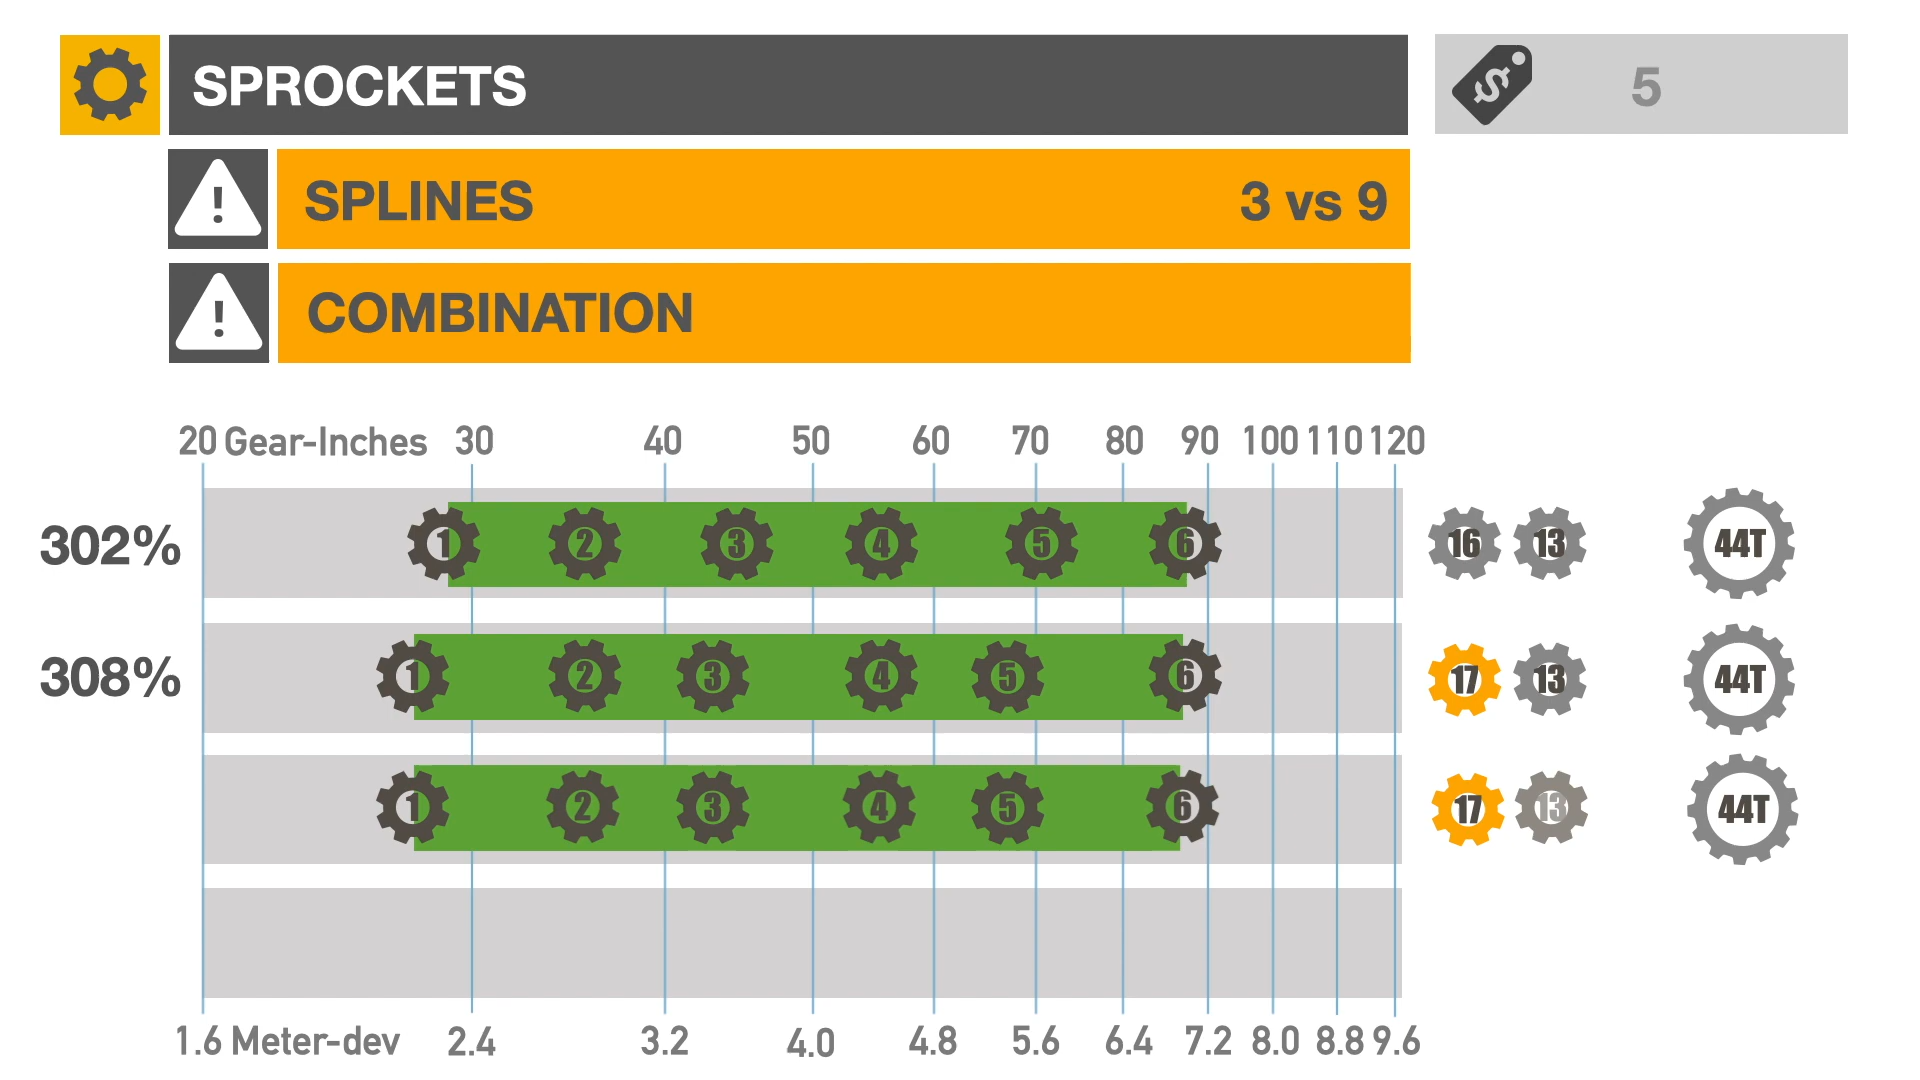 SPROCKETS 5
! SPLINES 3 vs 9
! COMBINATION
20 Gear-Inches 30 40 50 60 70 80 90 100 110 120
302% 1 2 3 4 5 6 16 13 44T
308% 1 2 3 4 5 6 17 13 44T
1 2 3 4 5 6 17 13 44T
1.6 Meter-dev 2.4 3.2 4.0 4.8 5.6 6.4 7.2 8.0 8.8 9.6